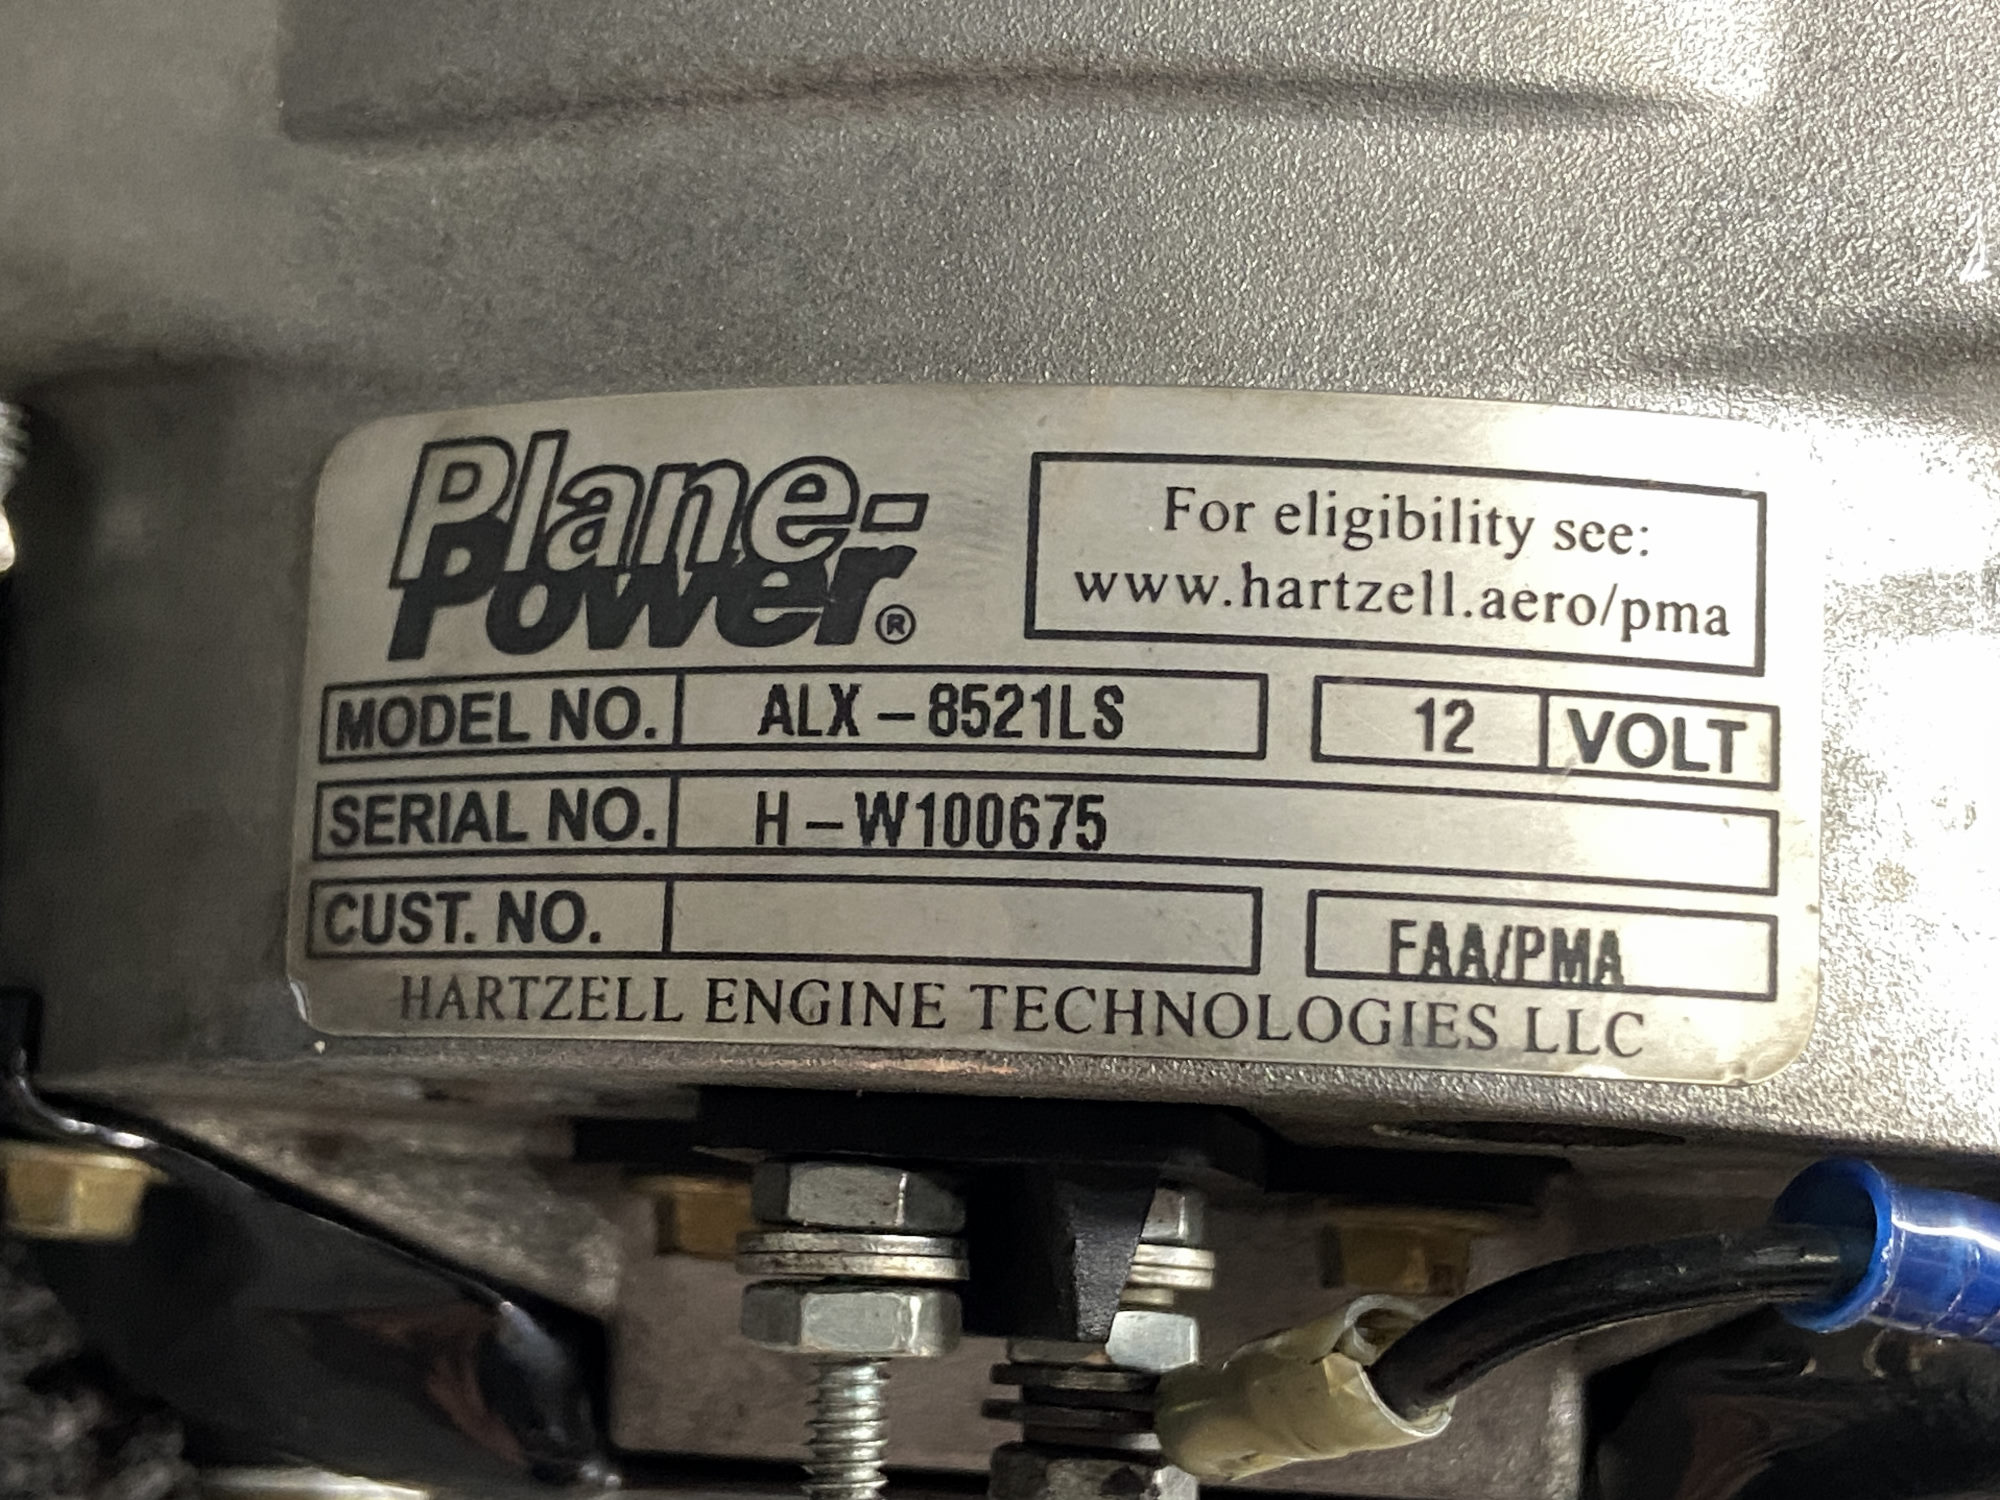 Plane-
Power®
For eligibility see:
www.hartzell.aero/pma
MODEL NO. ALX-8521LS 12 VOLT
SERIAL NO. H-W100675
CUST. NO. FAA/PMA
HARTZELL ENGINE TECHNOLOGIES LLC